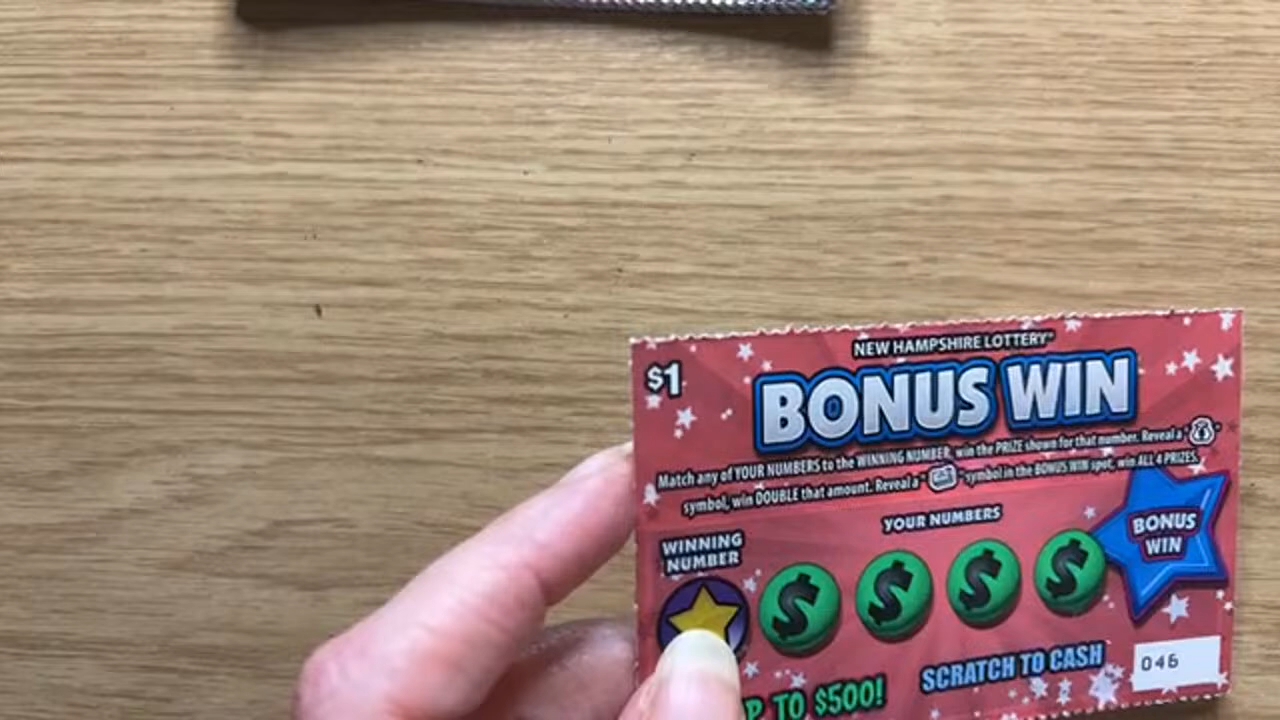 NEW HAMPSHIRE LOTTERY
$1
BONUS WIN
Match any of YOUR NUMBERS to the WINNING NUMBER, win the PRIZE shown for that number. Reveal a " "
symbol, win DOUBLE that amount. Reveal a " " symbol in the BONUS WIN spot, win ALL 4 PRIZES.
YOUR NUMBERS
WINNING
NUMBER
$ $ $ $
BONUS
WIN
TO $500!
SCRATCH TO CASH
046